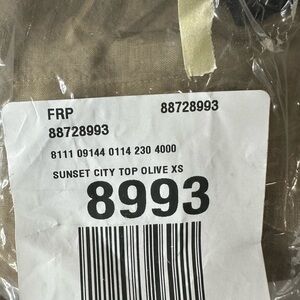 FRP 88728993
88728993
8111 09144 0114 230 4000
SUNSET CITY TOP OLIVE XS
8993